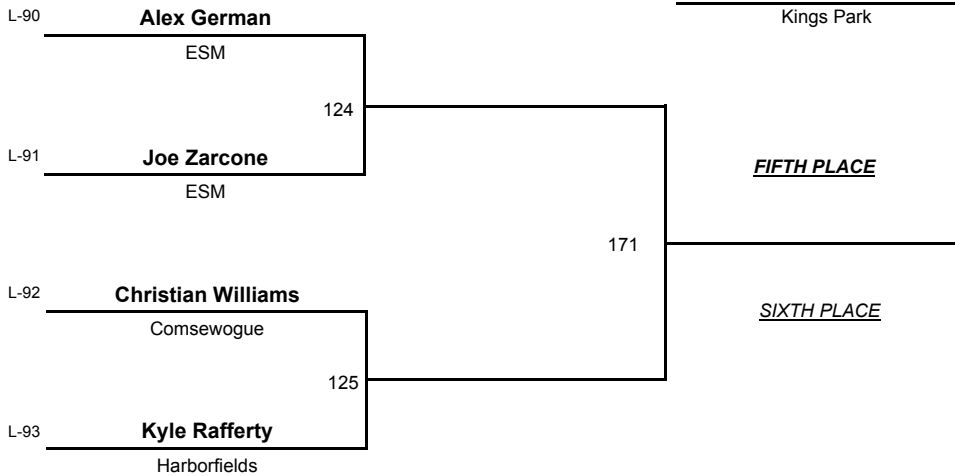 L-90
Alex German
Kings Park
ESM
124
L-91
Joe Zarcone
FIFTH PLACE
ESM
171
L-92
Christian Williams
SIXTH PLACE
Comsewogue
125
L-93
Kyle Rafferty
Harborfields